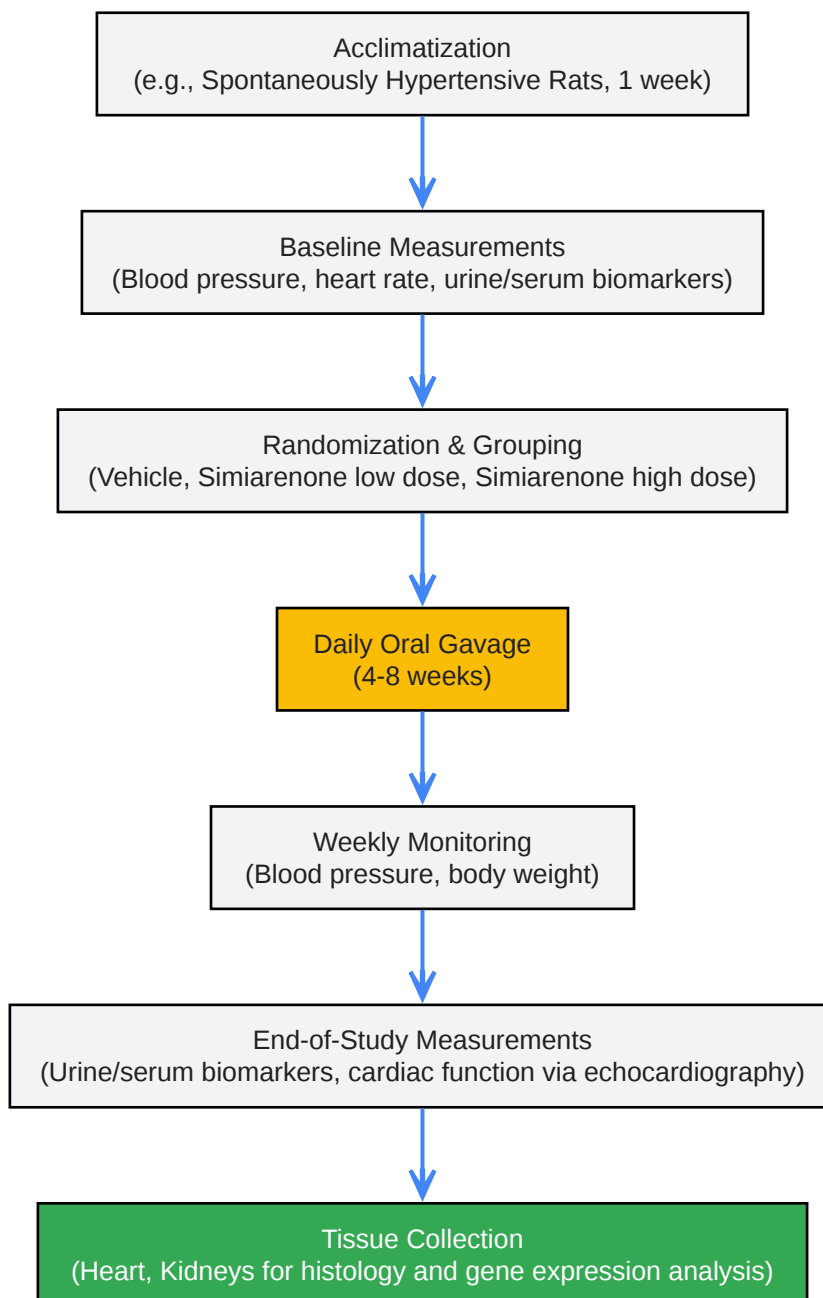 Acclimatization
(e.g., Spontaneously Hypertensive Rats, 1 week)
Baseline Measurements
(Blood pressure, heart rate, urine/serum biomarkers)
Randomization & Grouping
(Vehicle, Simiarenone low dose, Simiarenone high dose)
Daily Oral Gavage
(4-8 weeks)
Weekly Monitoring
(Blood pressure, body weight)
End-of-Study Measurements
(Urine/serum biomarkers, cardiac function via echocardiography)
Tissue Collection
(Heart, Kidneys for histology and gene expression analysis)